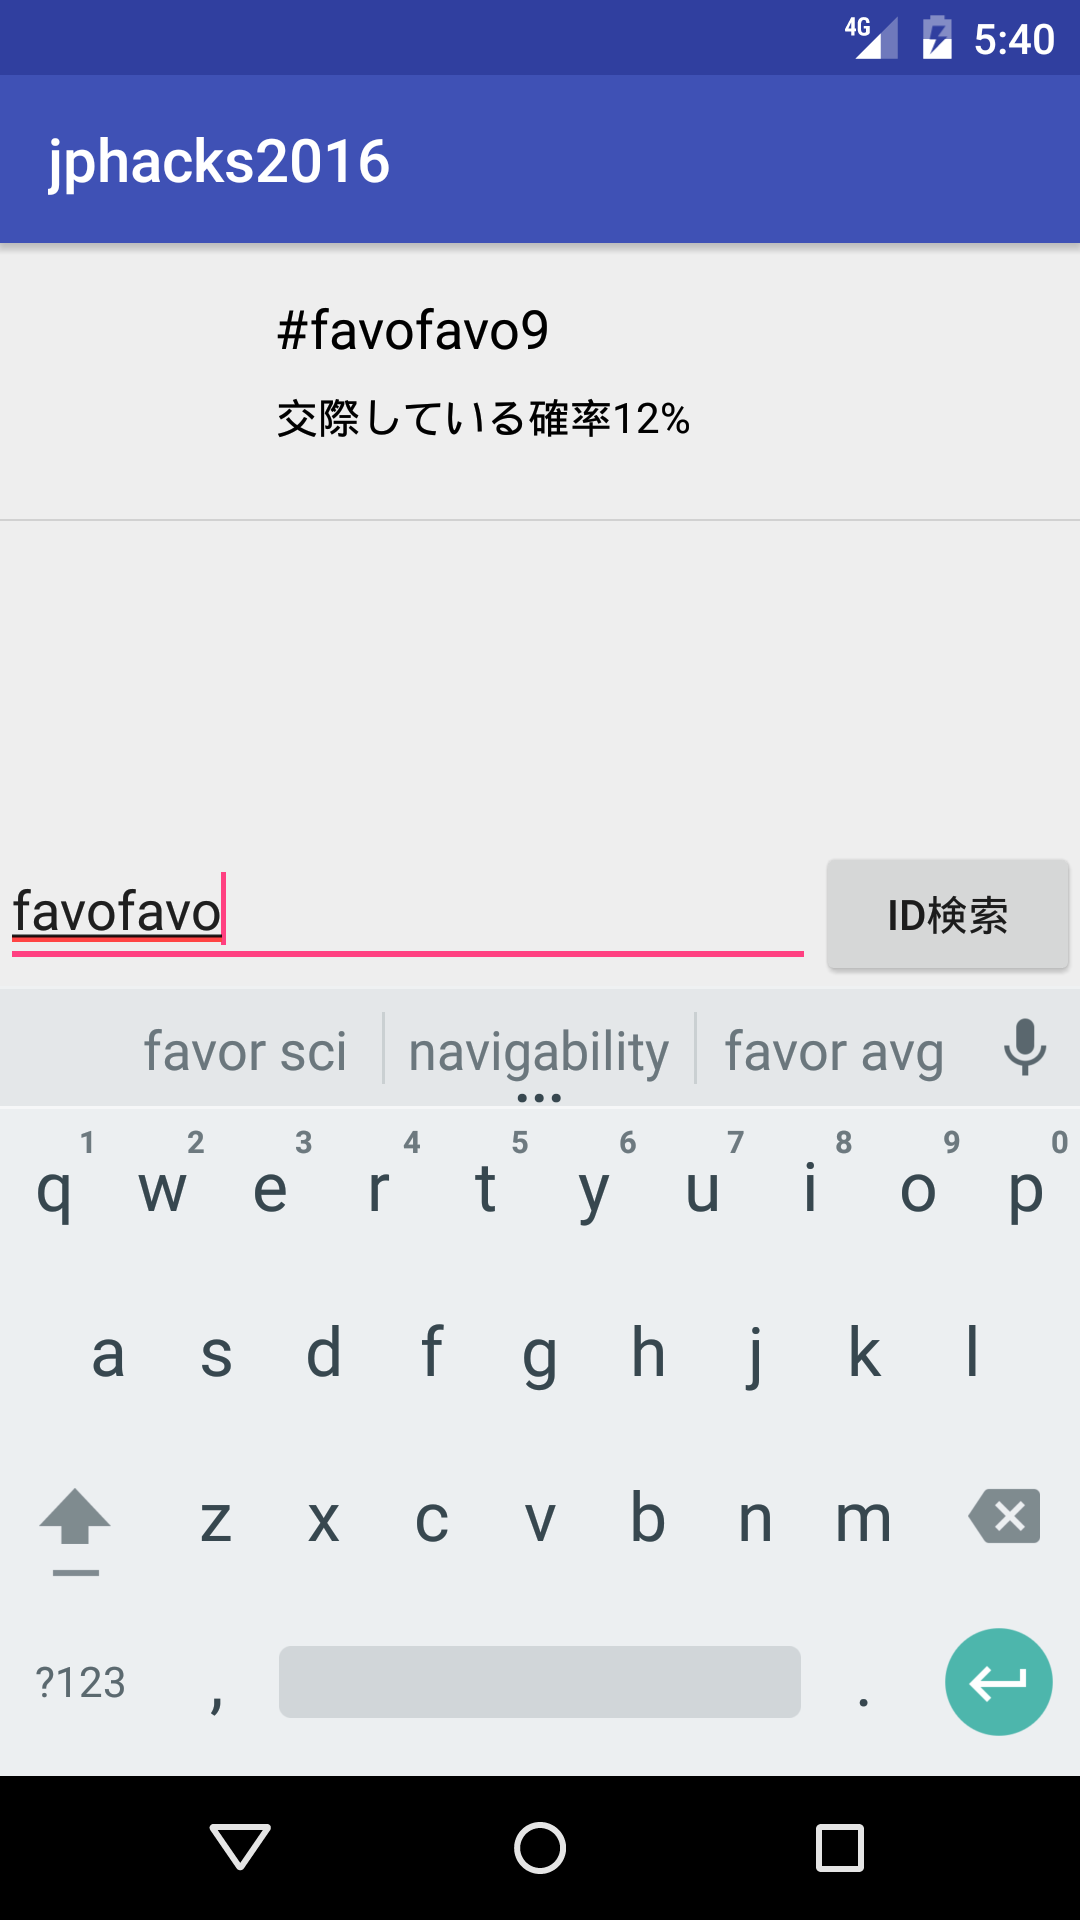 4G 5:40
jphacks2016
#favofavo9
交際している確率12%
favofavo
ID検索
favor sci navigability favor avg
1 2 3 4 5 6 7 8 9 0
q w e r t y u i o p
a s d f g h j k l
z x c v b n m
?123 , .